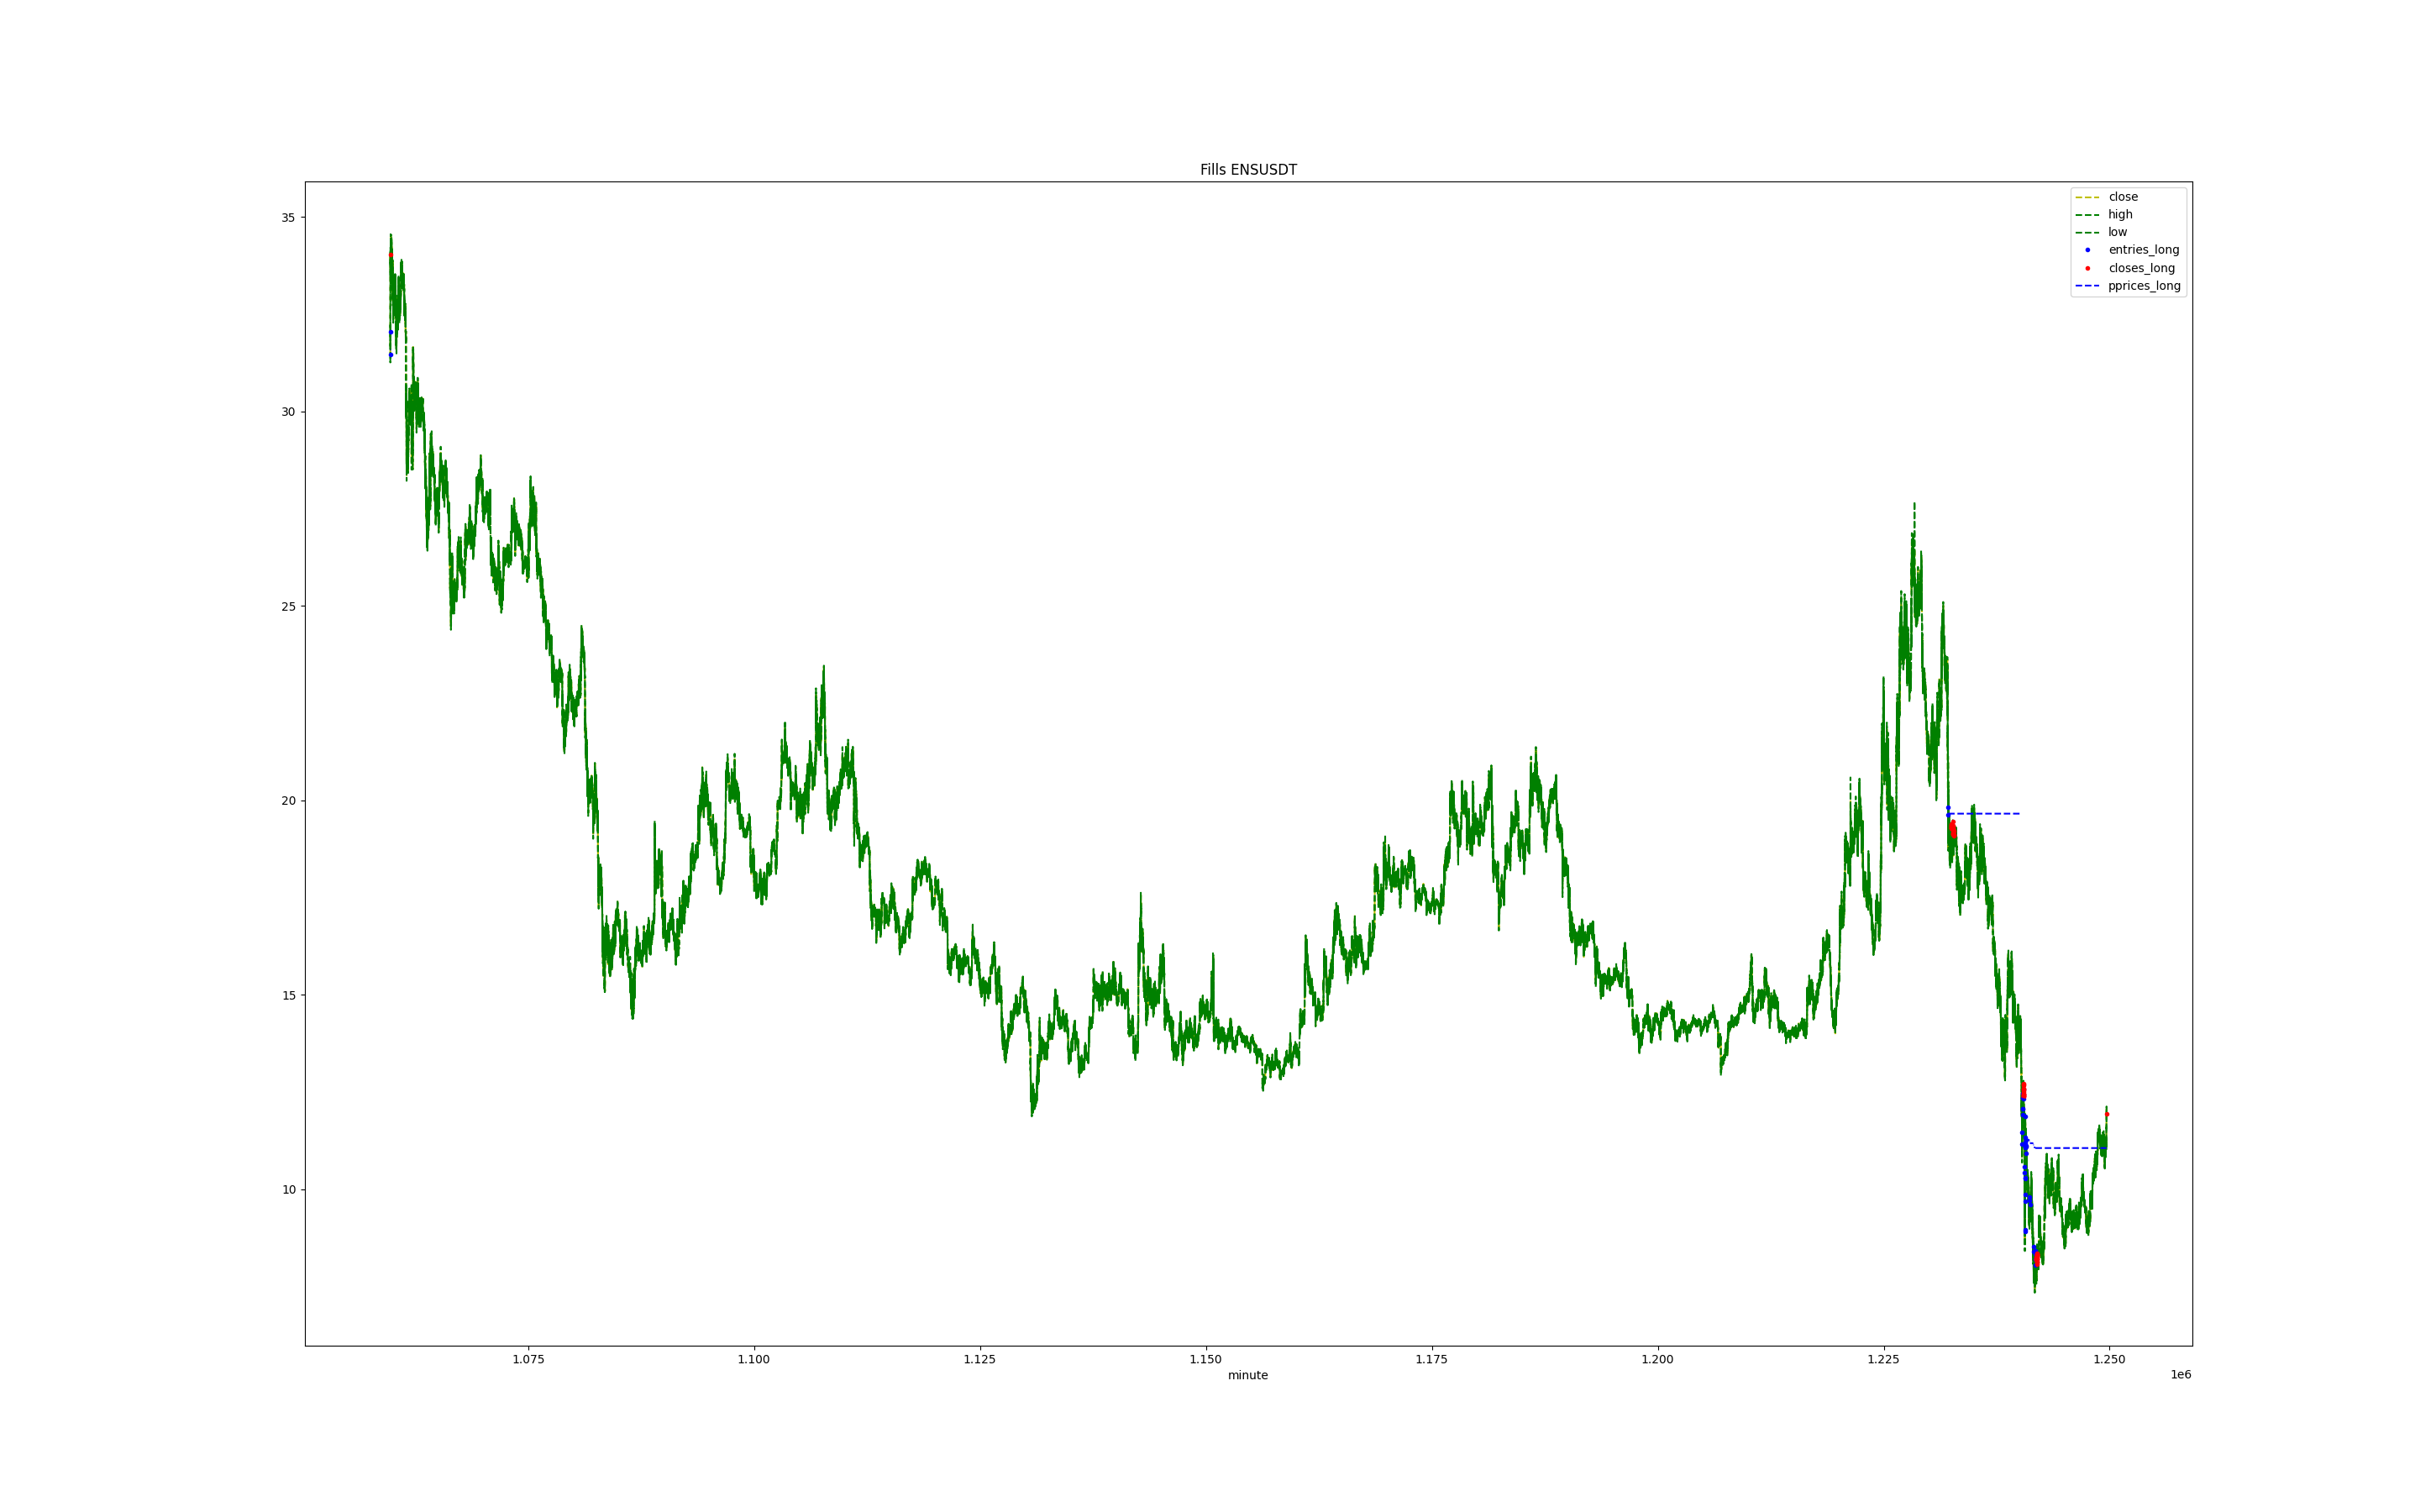 Fills ENSUSDT
close
high
low
entries_long
closes_long
pprices_long
35
30
25
20
15
10
1.075 1.100 1.125 1.150 1.175 1.200 1.225 1.250
minute
1e6